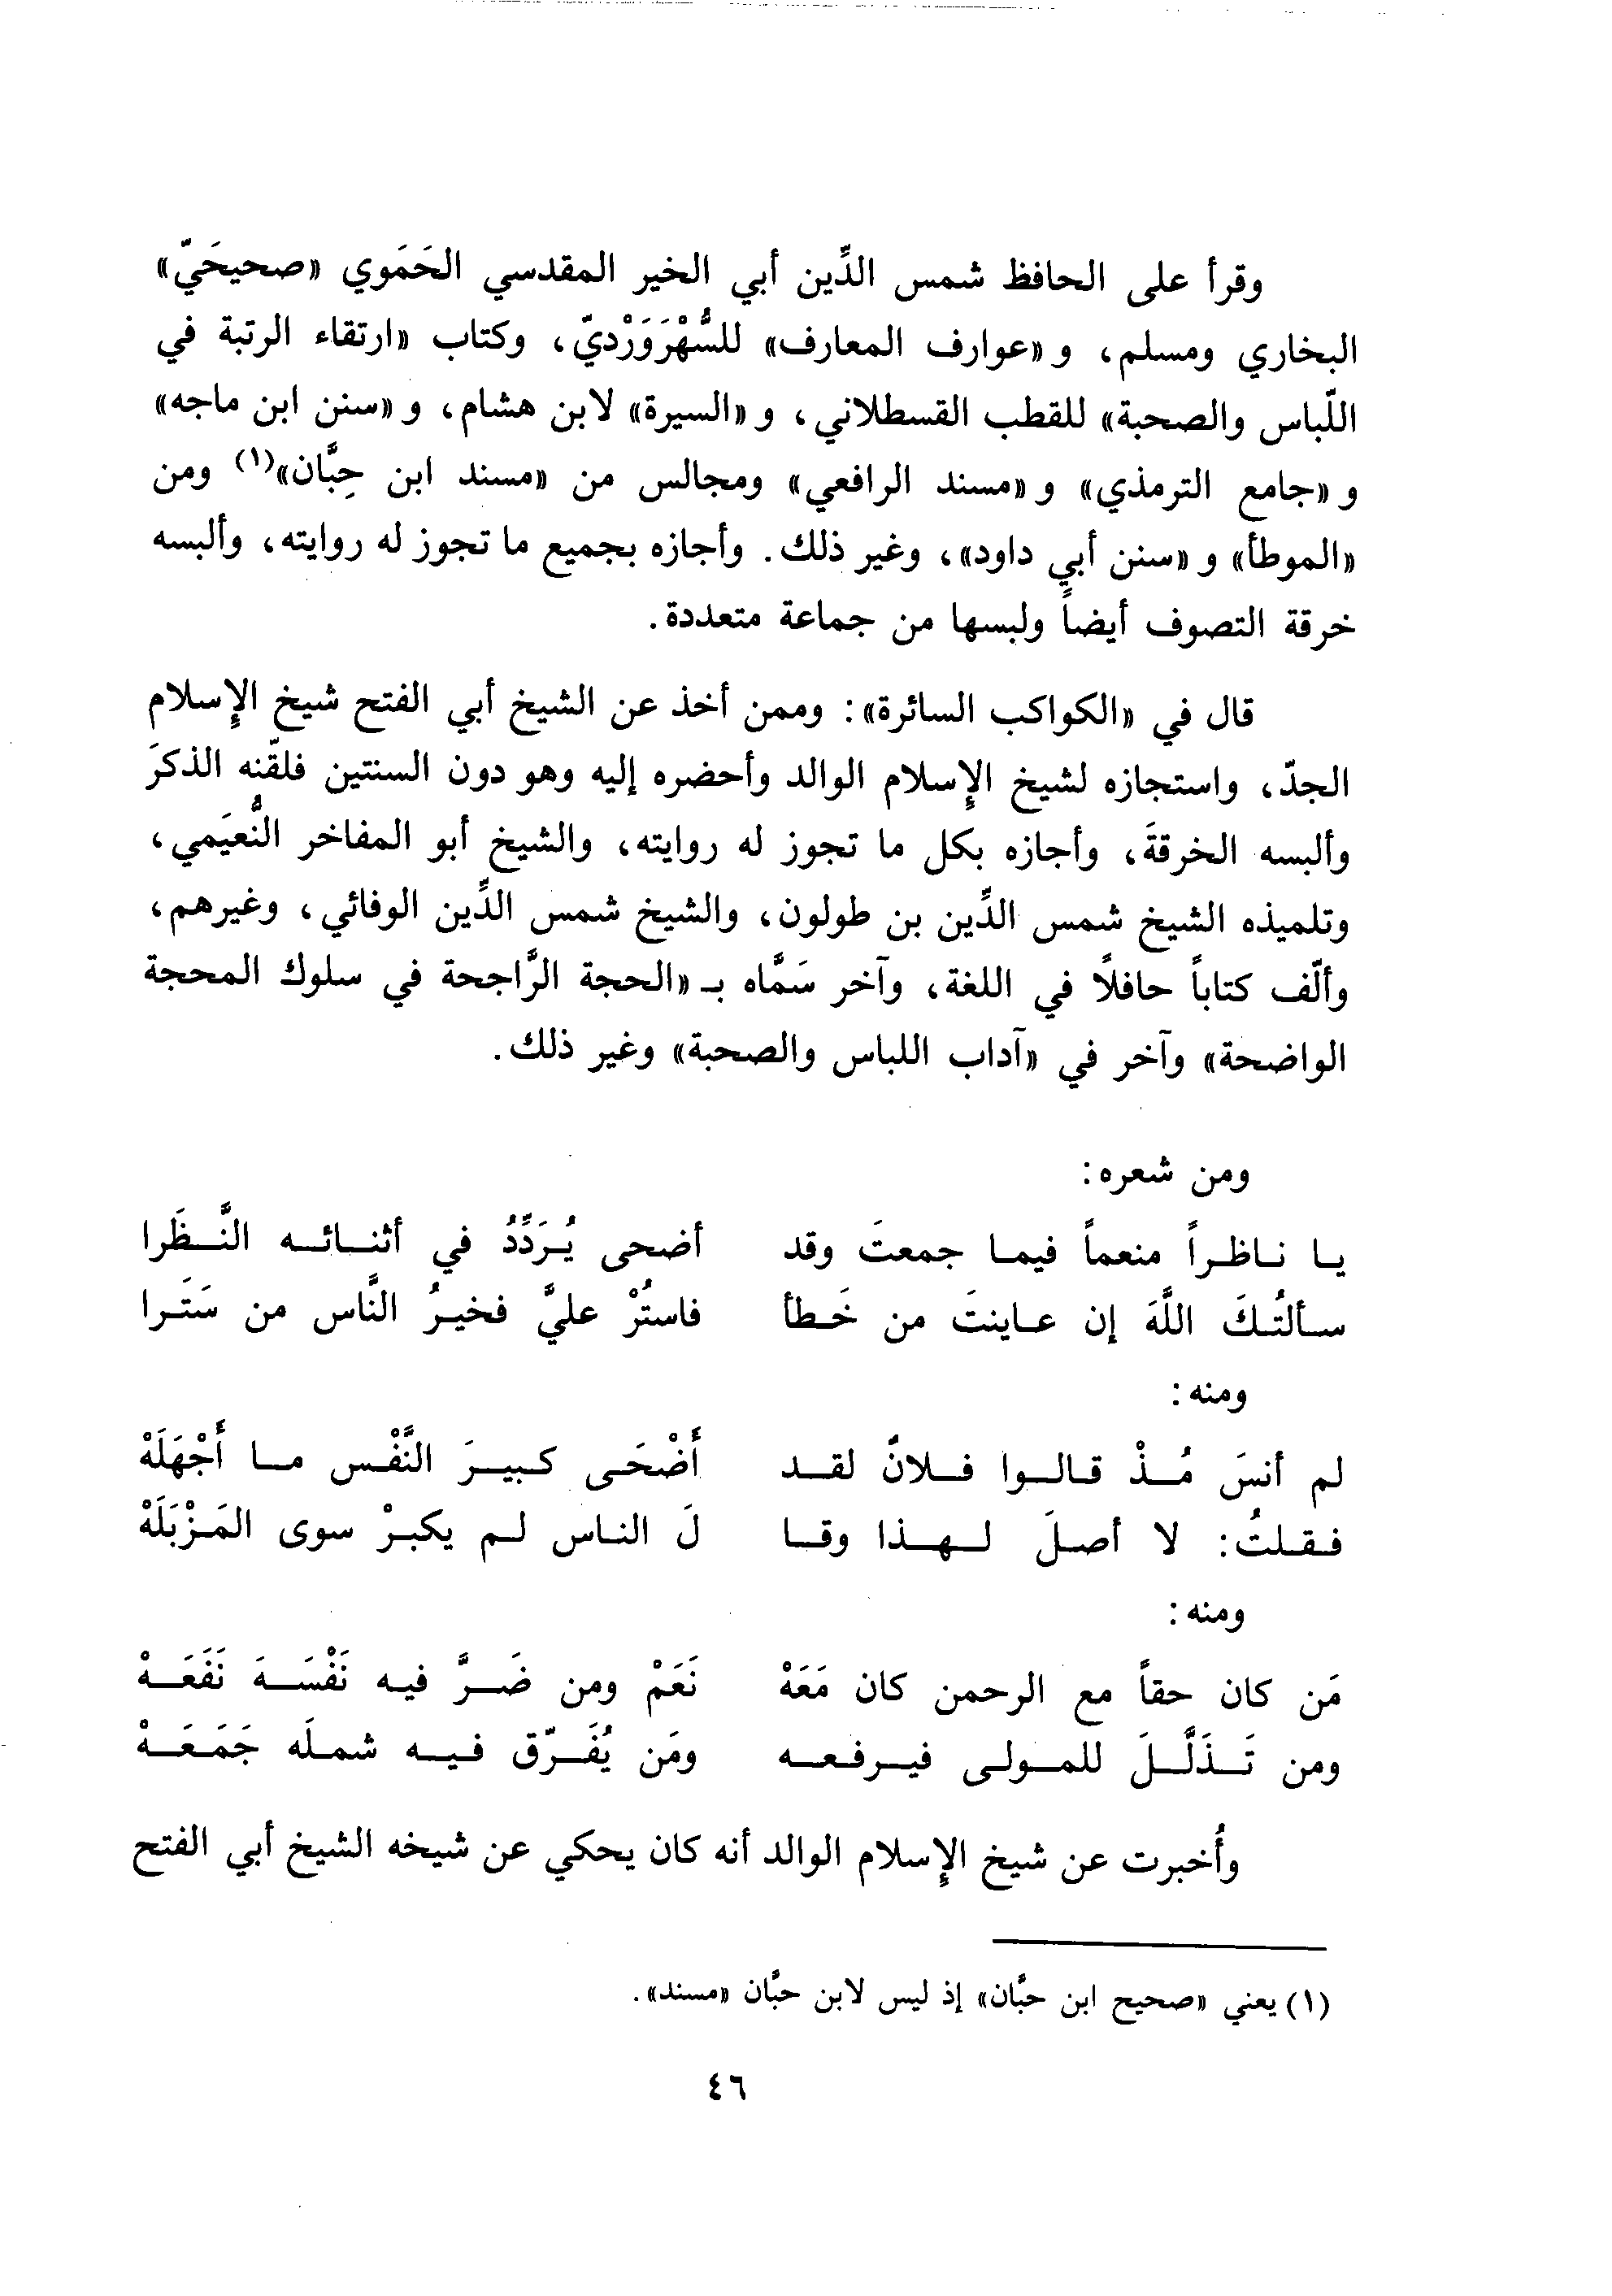 وقرأ على الحافظ شمس الدِّين أبي الخير المقدسي الحَمَوي «صحيحَيّ»
البخاري ومسلم، و«عوارف المعارف» للسُّهْرَوَرْديّ، وكتاب «ارتقاء الرتبة في
اللّباس والصحبة» للقطب القسطلاني، و«السيرة» لابن هشام، و«سنن ابن ماجه»
و«جامع الترمذي» و«مسند الرافعي» ومجالس من «مسند ابن حِبَّان»(١) ومن
«الموطأ» و«سنن أبي داود»، وغير ذلك. وأجازه بجميع ما تجوز له روايته، وألبسه
خرقة التصوف أيضاً ولبسها من جماعة متعددة.
قال في «الكواكب السائرة»: وممن أخذ عن الشيخ أبي الفتح شيخ الإِسلام
الجدّ، واستجازه لشيخ الإِسلام الوالد وأحضره إليه وهو دون السنتين فلقّنه الذكرَ
وألبسه الخرقةَ، وأجازه بكل ما تجوز له روايته، والشيخ أبو المفاخر النُّعيَمي،
وتلميذه الشيخ شمس الدِّين بن طولون، والشيخ شمس الدِّين الوفائي، وغيرهم،
وألّف كتاباً حافلًا في اللغة، وآخر سَمَّاه بـ «الحجة الرَّاجحة في سلوك المحجة
الواضحة» وآخر في «آداب اللباس والصحبة» وغير ذلك.
ومن شعره:
يا ناظراً منعماً فيما جمعتَ وقد أضحى يُرَدِّدُ في أثنائه النَّظَرا
سألتُكَ اللَّهَ إن عاينتَ من خَطأ فاستُرْ عليَّ فخيرُ النَّاس من سَتَرا
ومنه:
لم أنسَ مُذْ قالوا فلانٌ لقد أَضْحَى كبيرَ النَّفْس ما أَجْهَلَهْ
فقلتُ: لا أصلَ لهذا وقا لَ الناس لم يكبرْ سوى المَزْبَلَهْ
ومنه:
مَن كان حقاً مع الرحمن كان مَعَهْ نَعَمْ ومن ضَرَّ فيه نَفْسَهَ نَفَعَهْ
ومن تَذَلَّلَ للمولى فيرفعه ومَن يُفَرّق فيه شملَه جَمَعَهْ
وأُخبرت عن شيخ الإِسلام الوالد أنه كان يحكي عن شيخه الشيخ أبي الفتح
(١) يعني «صحيح ابن حبَّان» إذ ليس لابن حبَّان «مسند».
٤٦